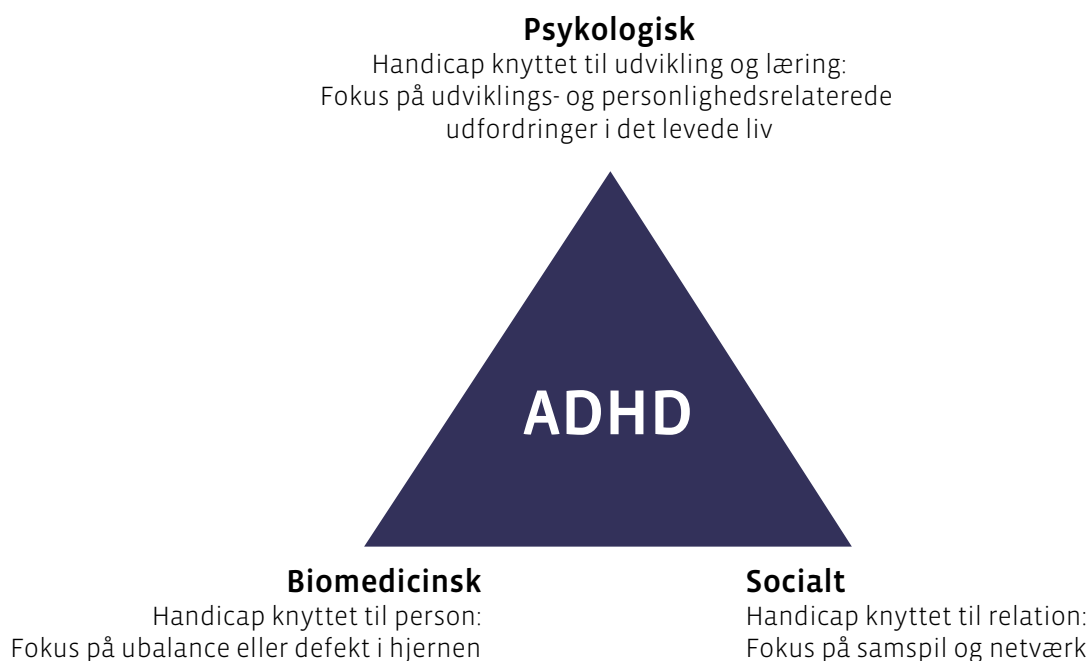 Psykologisk
Handicap knyttet til udvikling og læring:
Fokus på udviklings- og personlighedsrelaterede
udfordringer i det levede liv
ADHD
Biomedicinsk
Handicap knyttet til person:
Fokus på ubalance eller defekt i hjernen
Socialt
Handicap knyttet til relation:
Fokus på samspil og netværk